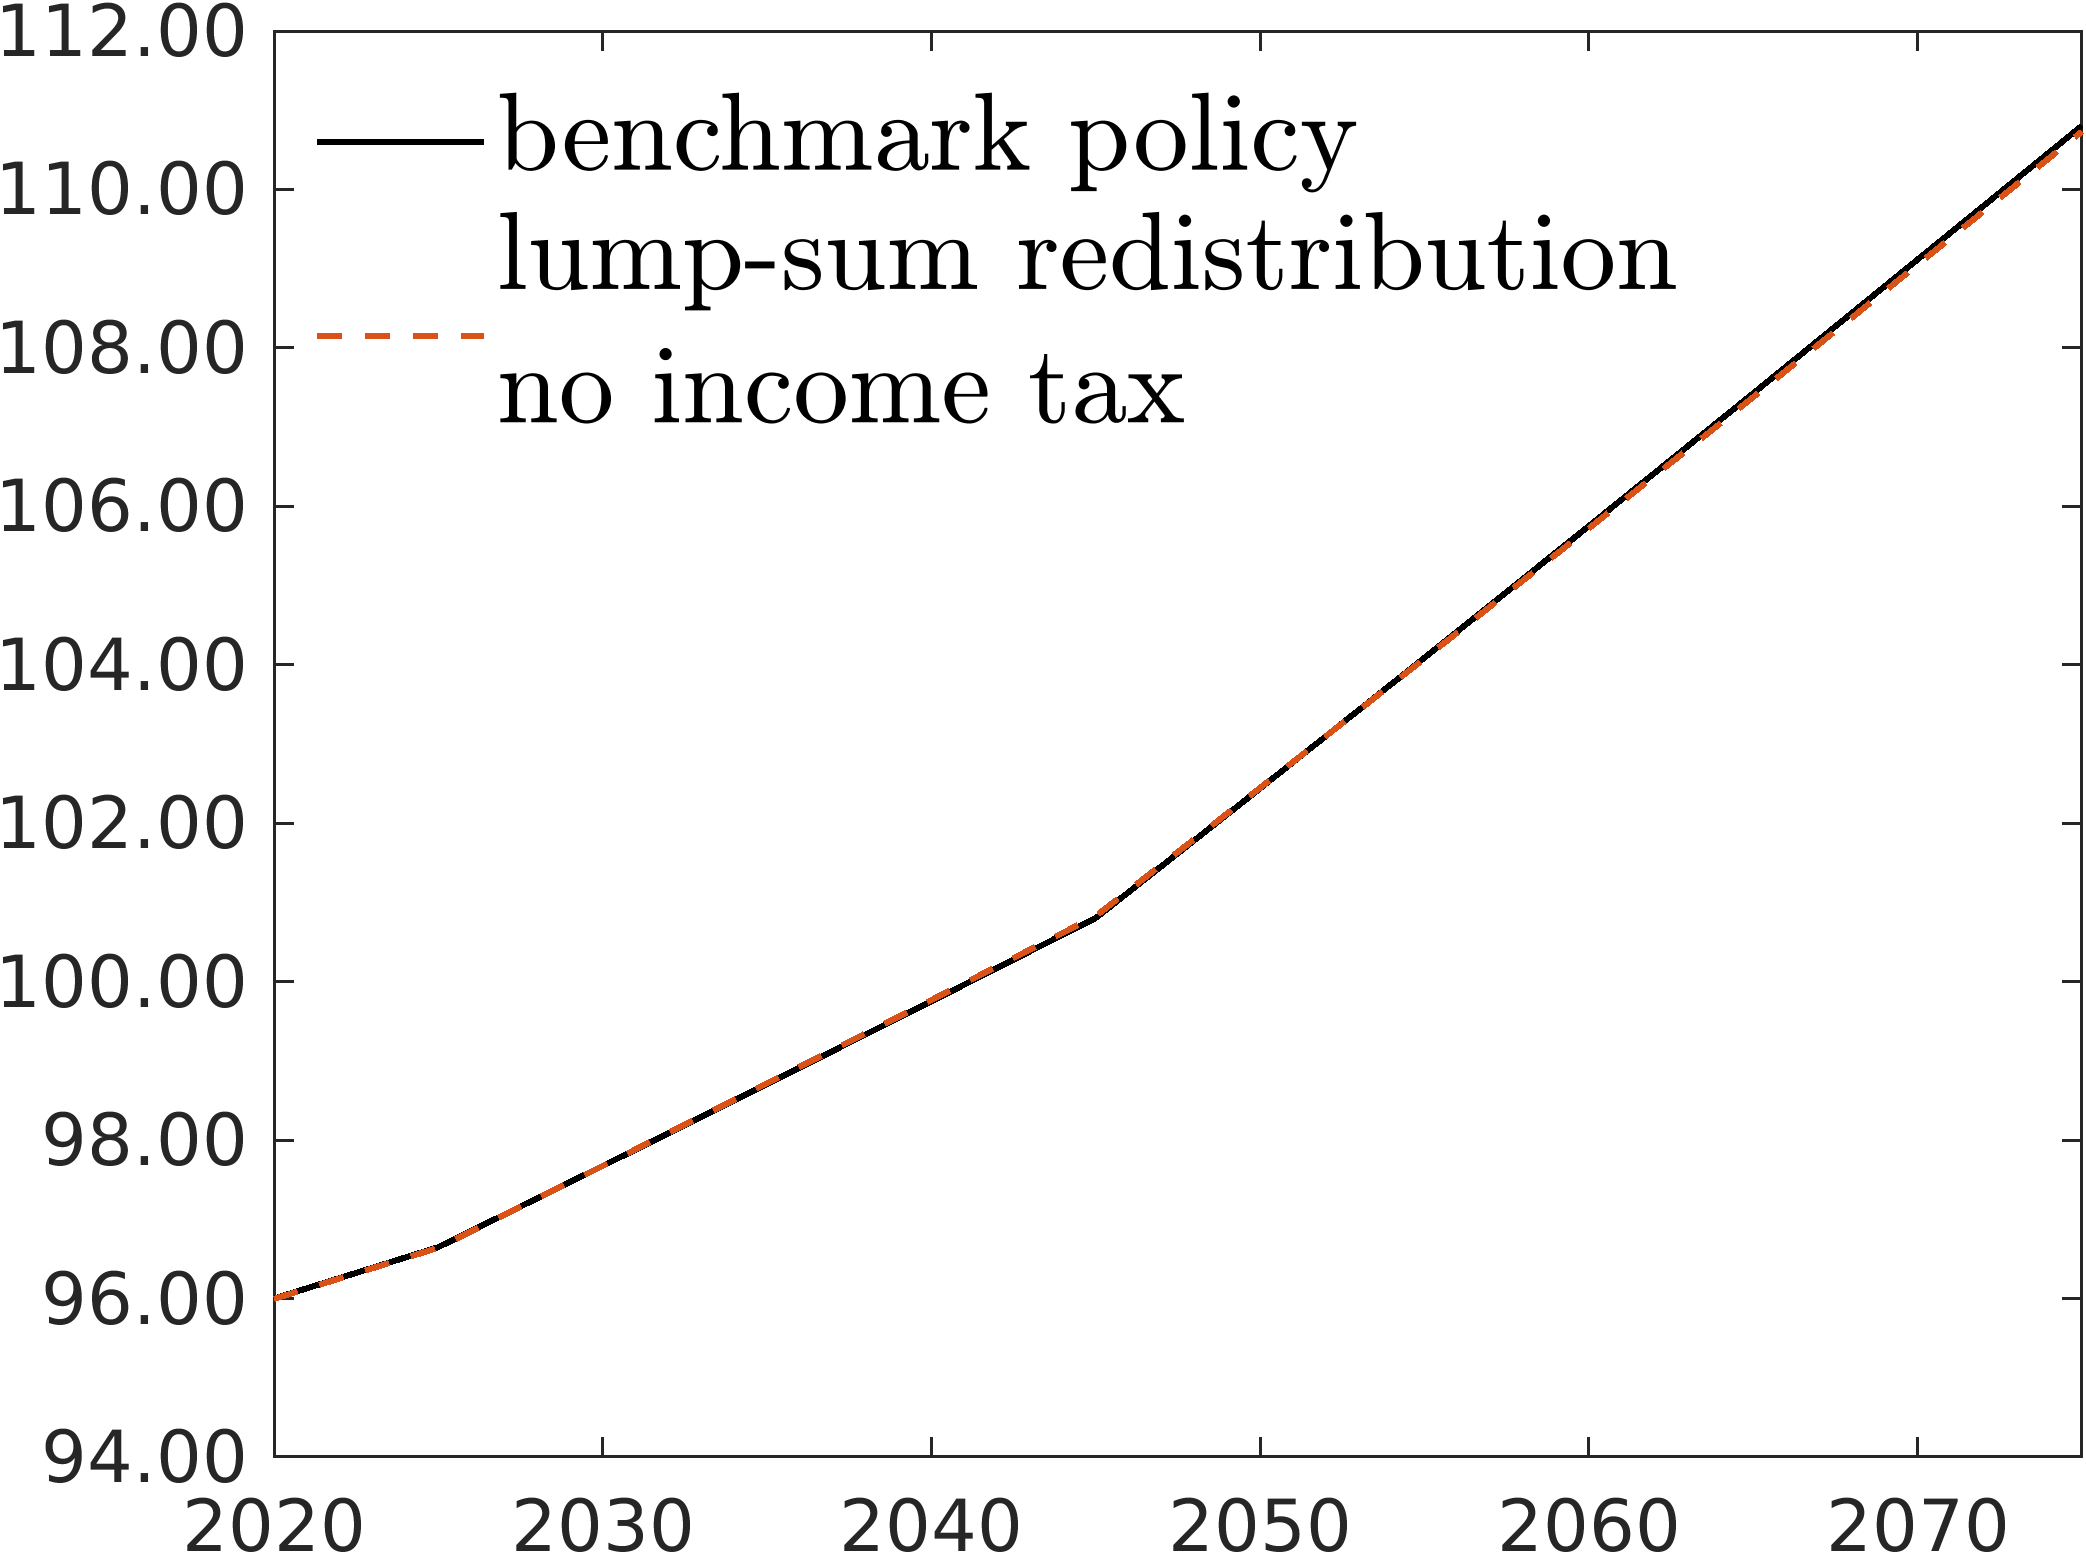 112.00
benchmark policy
110.00
lump-sum redistribution
108.00
no income tax
106.00
104.00
102.00
100.00
98.00
96.00
94.00
2020 2030 2040 2050 2060 2070